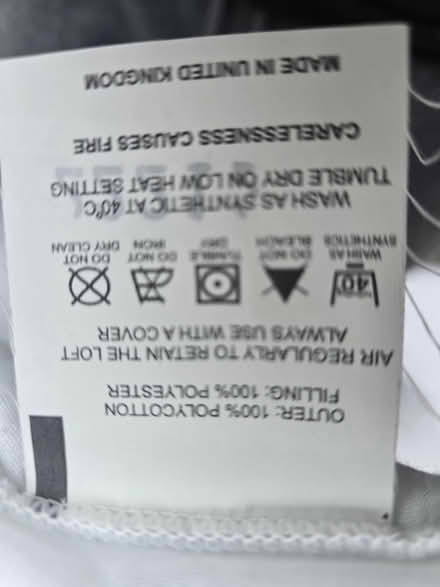 OUTER: 100% POLYCOTTON
FILLING: 100% POLYESTER
AIR REGULARLY TO RETAIN THE LOFT
ALWAYS USE WITH A COVER
40°
WASH AS DO NOT TUMBLE DO NOT DO NOT
SYNTHETICS BLEACH DRY IRON DRY CLEAN
WASH AS SYNTHETIC AT 40°C,
TUMBLE DRY ON LOW HEAT SETTING
CARELESSNESS CAUSES FIRE
MADE IN UNITED KINGDOM